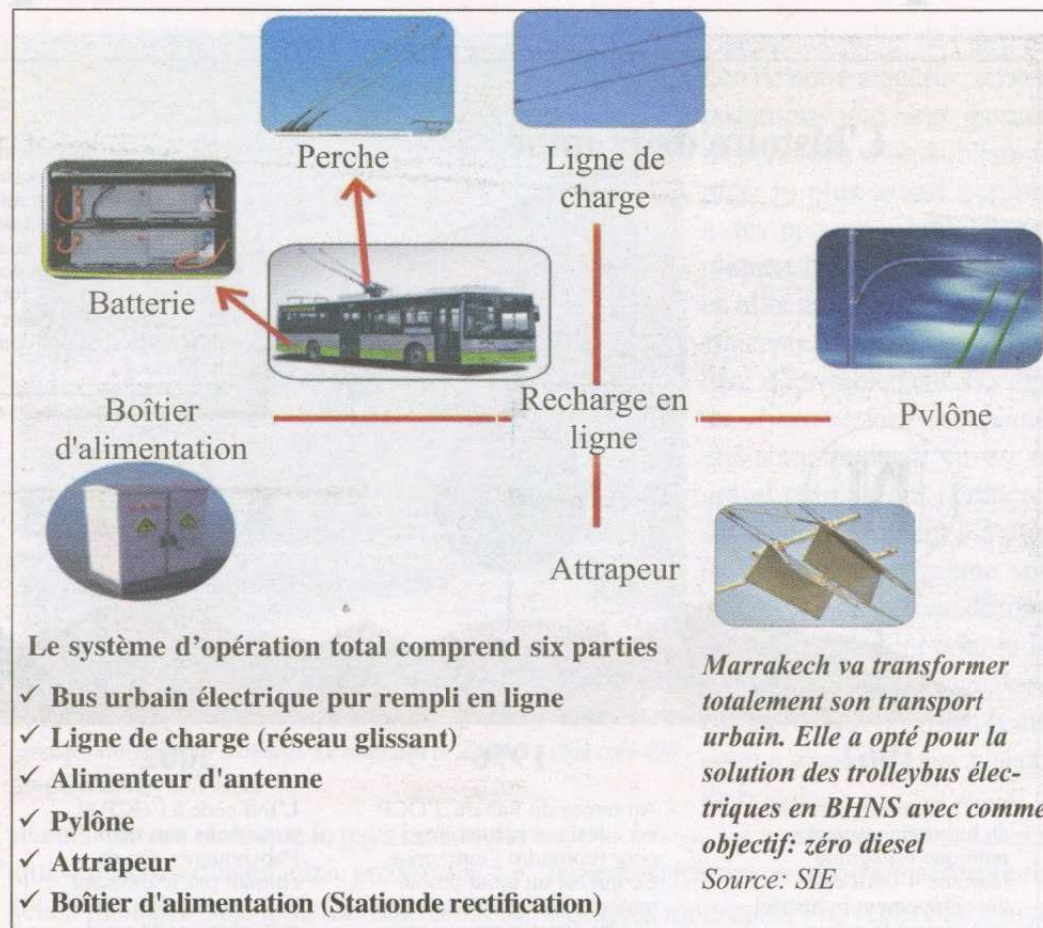 Perche
Ligne de
charge
Batterie
Boîtier
d'alimentation
Recharge en
ligne
Pvlône
Attrapeur
Le système d'opération total comprend six parties
✓ Bus urbain électrique pur rempli en ligne
✓ Ligne de charge (réseau glissant)
✓ Alimenteur d'antenne
✓ Pylône
✓ Attrapeur
✓ Boîtier d'alimentation (Stationde rectification)
Marrakech va transformer
totalement son transport
urbain. Elle a opté pour la
solution des trolleybus élec-
triques en BHNS avec comme
objectif: zéro diesel
Source: SIE